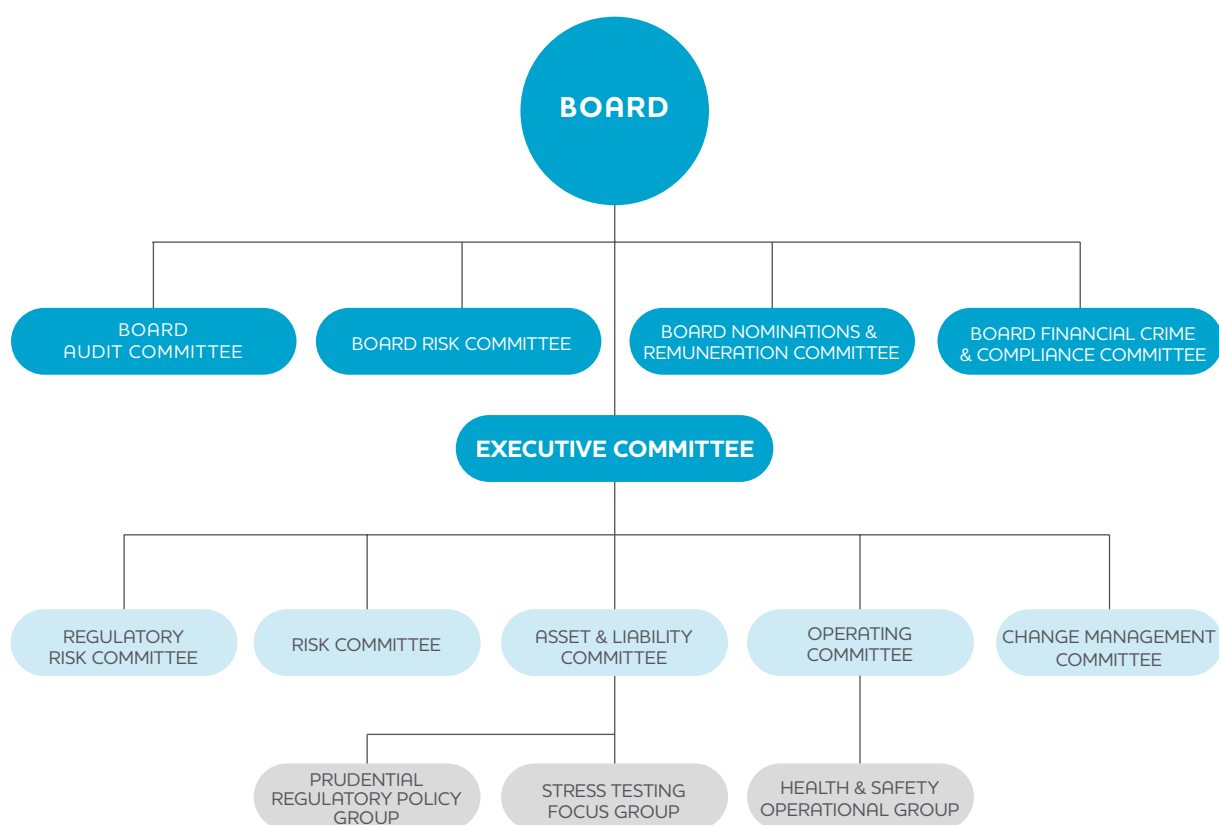 BOARD
BOARD
AUDIT COMMITTEE
BOARD RISK COMMITTEE
BOARD NOMINATIONS &
REMUNERATION COMMITTEE
BOARD FINANCIAL CRIME
& COMPLIANCE COMMITTEE
EXECUTIVE COMMITTEE
REGULATORY
RISK COMMITTEE
RISK COMMITTEE
ASSET & LIABILITY
COMMITTEE
OPERATING
COMMITTEE
CHANGE MANAGEMENT
COMMITTEE
PRUDENTIAL
REGULATORY POLICY
GROUP
STRESS TESTING
FOCUS GROUP
HEALTH & SAFETY
OPERATIONAL GROUP